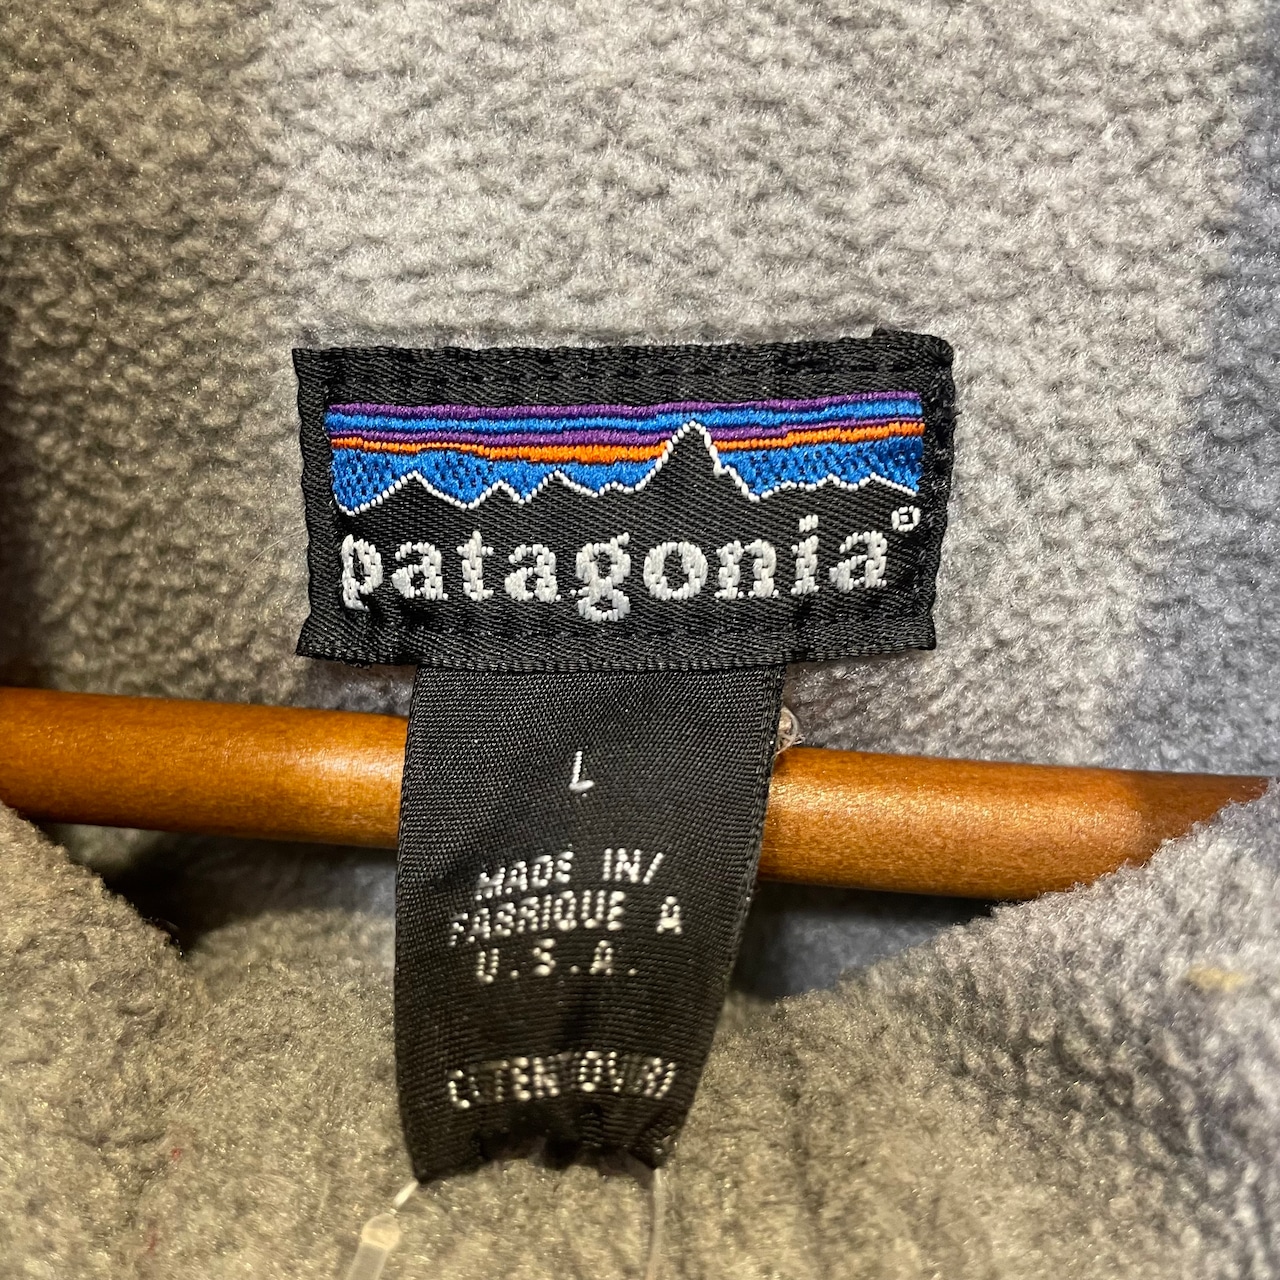 patagonia®
L
MADE IN/
FABRIQUE A
U.S.A.